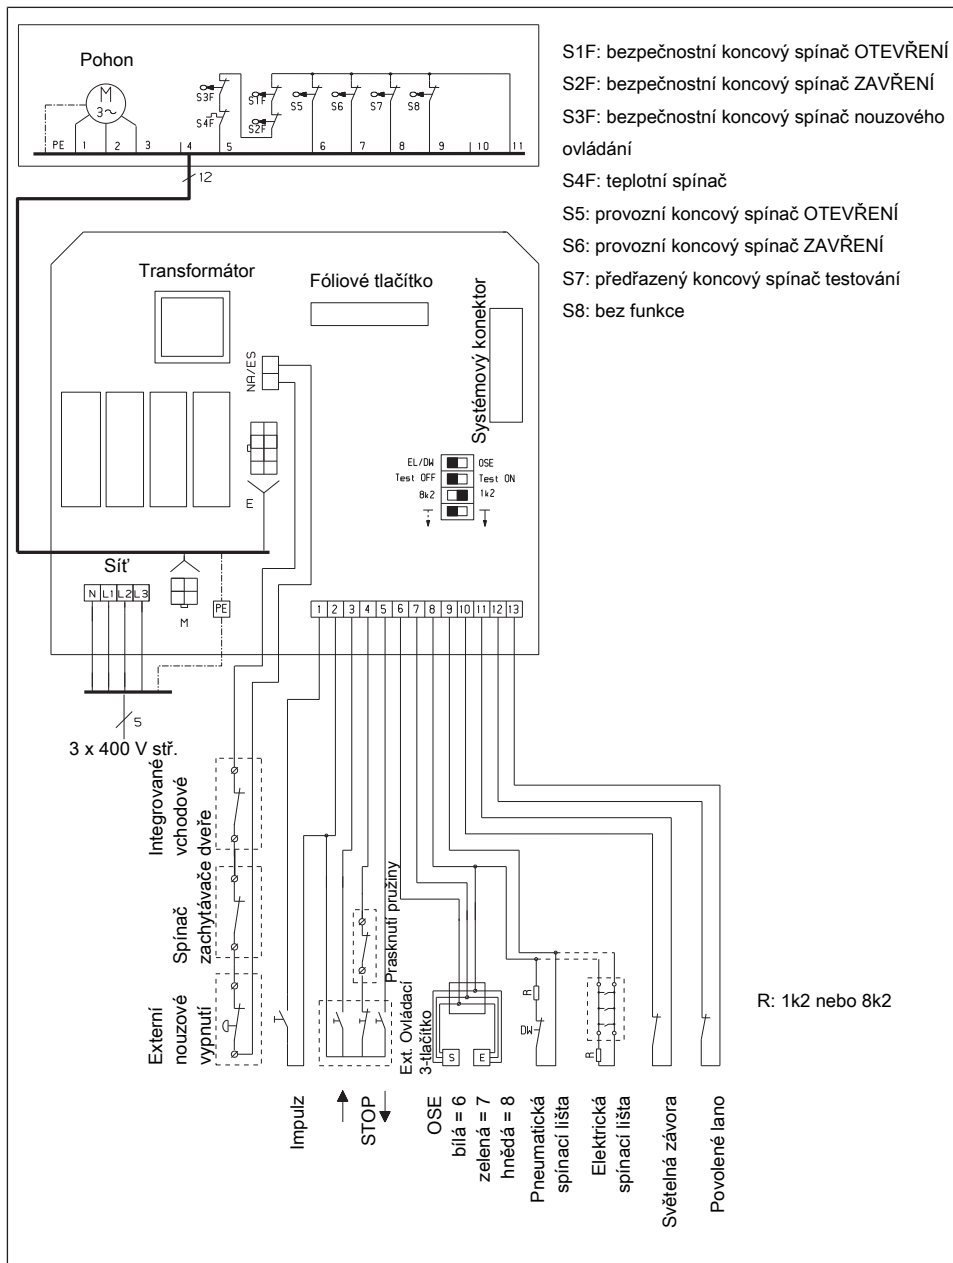 Pohon
M
3~
S3F
S4F
S1F
S2F
S5
S6
S7
S8
PE 1 2 3 4 5 6 7 8 9 10 11
12
S1F: bezpečnostní koncový spínač OTEVŘENÍ
S2F: bezpečnostní koncový spínač ZAVŘENÍ
S3F: bezpečnostní koncový spínač nouzového
ovládání
S4F: teplotní spínač
S5: provozní koncový spínač OTEVŘENÍ
S6: provozní koncový spínač ZAVŘENÍ
S7: předřazený koncový spínač testování
S8: bez funkce
Transformátor
Fóliové tlačítko
Systémový konektor
NA/ES
E
EL/DW OSE
Test OFF Test ON
8k2 1k2
Síť
N L1 L2 L3
M
PE
1 2 3 4 5 6 7 8 9 10 11 12 13
5
3 x 400 V stř.
Integrované
vchodové
dveře
Spínač
zachytávače
Externí
nouzové
vypnutí
Prasknutí pružiny
Ext. Ovládací
3-tlačítko
S
E
R
DW
R
R: 1k2 nebo 8k2
Impulz
STOP
OSE
bílá = 6
zelená = 7
hnědá = 8
Pneumatická
spínací lišta
Elektrická
spínací lišta
Světelná závora
Povolené lano